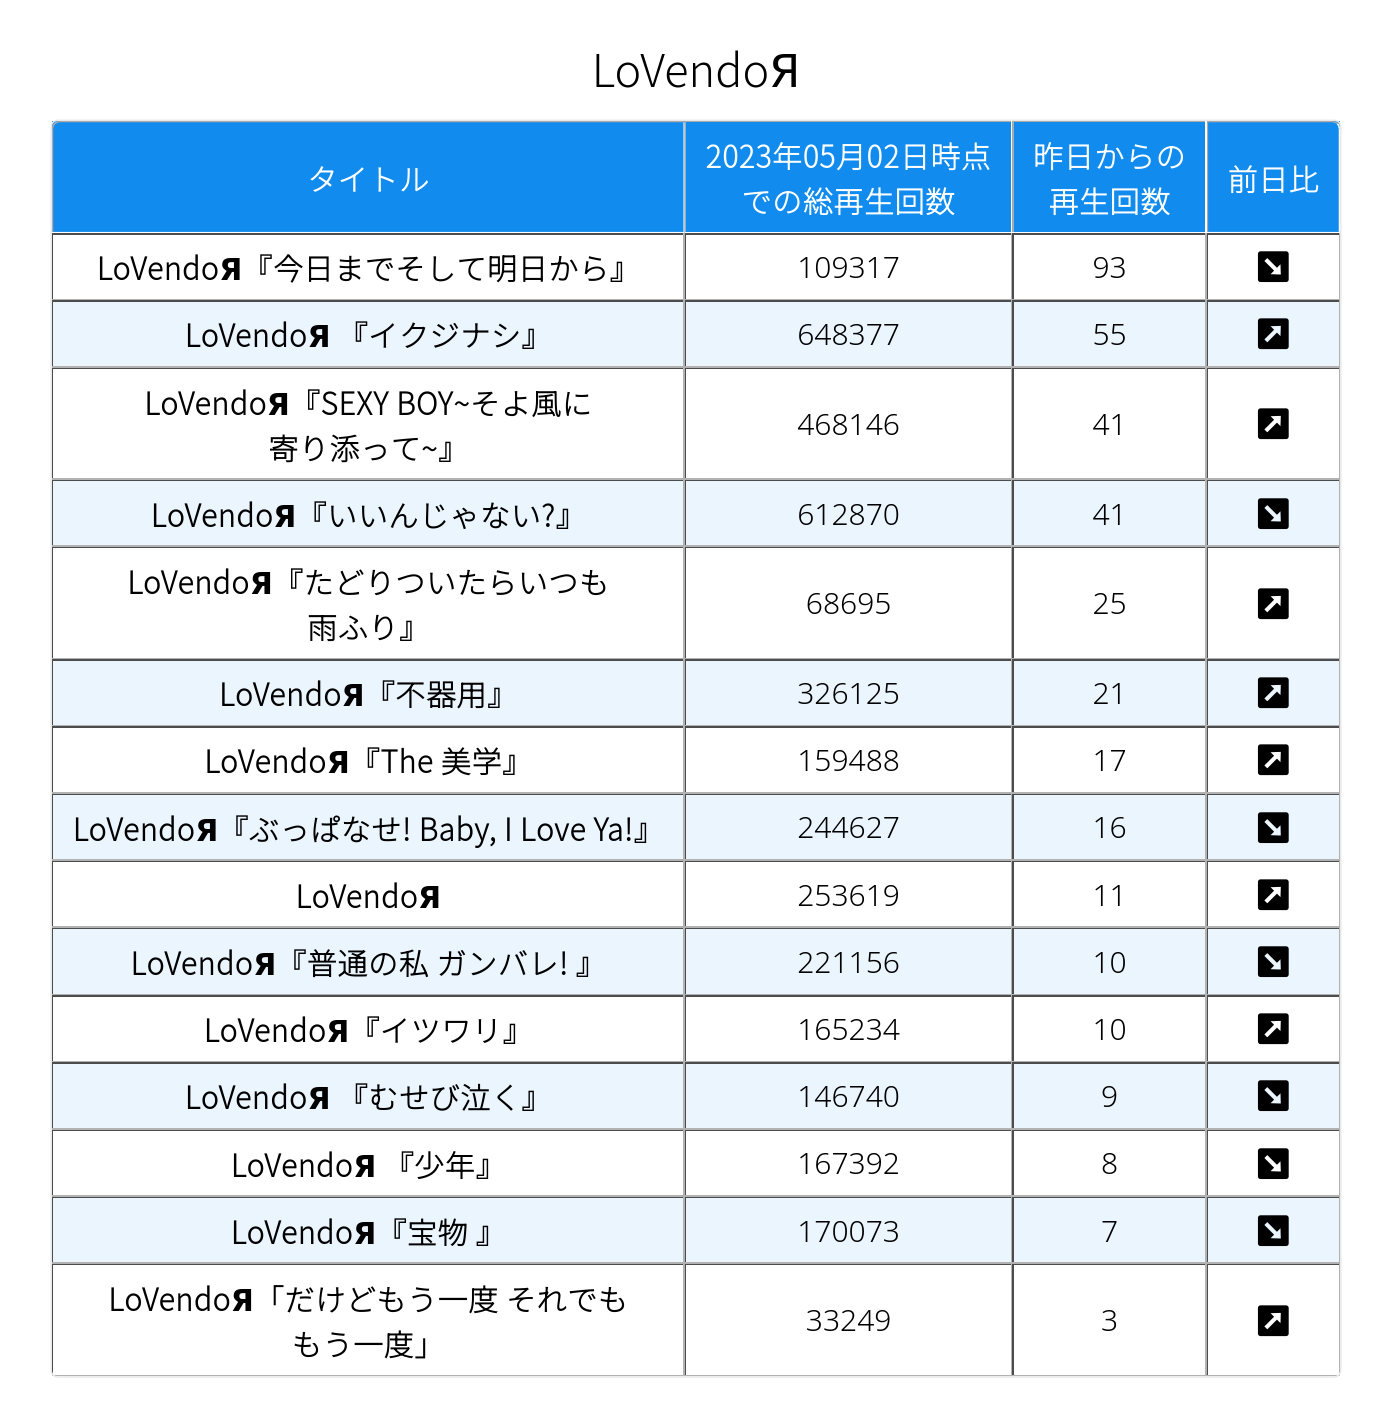 LoVendoЯ
タイトル
2023年05月02日時点
での総再生回数
昨日からの
再生回数
前日比
LoVendoЯ『今日までそして明日から』
109317
93
LoVendoЯ 『イクジナシ』
648377
55
LoVendoЯ『SEXY BOY~そよ風に
寄り添って~』
468146
41
LoVendoЯ『いいんじゃない?』
612870
41
LoVendoЯ『たどりついたらいつも
雨ふり』
68695
25
LoVendoЯ『不器用』
326125
21
LoVendoЯ『The 美学』
159488
17
LoVendoЯ『ぶっぱなせ! Baby, I Love Ya!』
244627
16
LoVendoЯ
253619
11
LoVendoЯ『普通の私 ガンバレ! 』
221156
10
LoVendoЯ『イツワリ』
165234
10
LoVendoЯ 『むせび泣く』
146740
9
LoVendoЯ 『少年』
167392
8
LoVendoЯ『宝物 』
170073
7
LoVendoЯ「だけどもう一度 それでも
もう一度」
33249
3